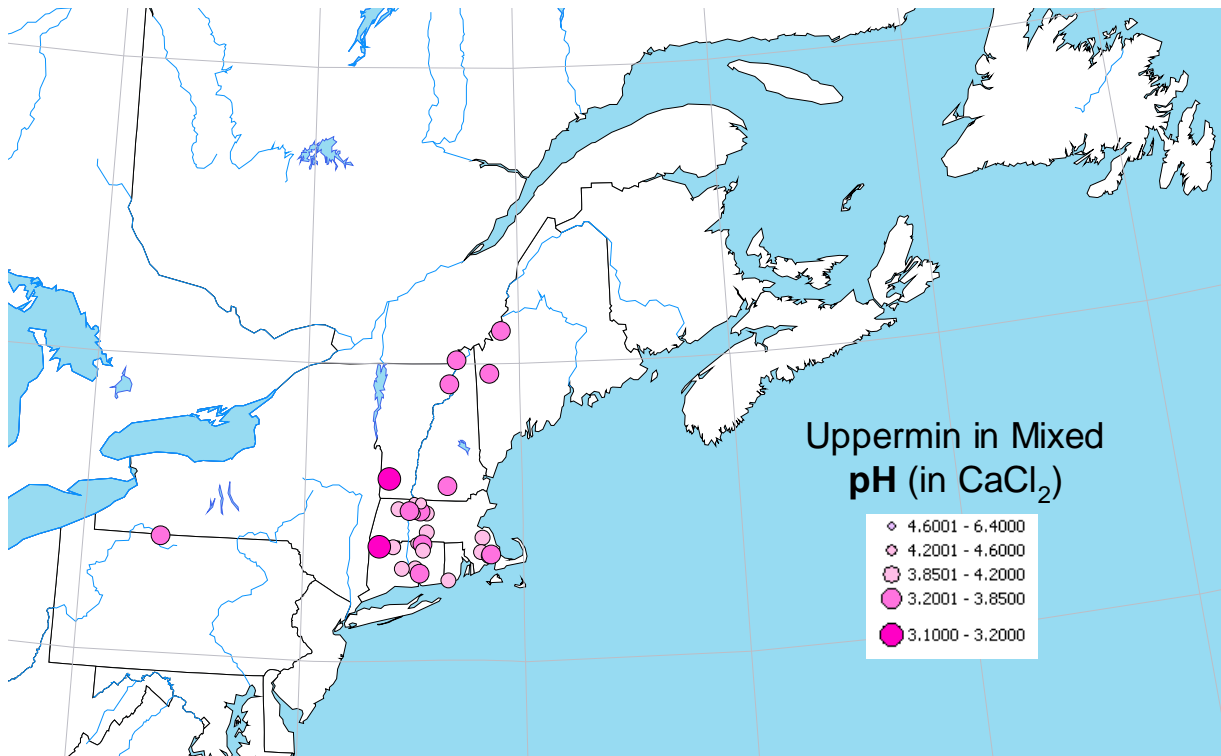 Uppermin in Mixed
pH (in CaCl₂)
4.6001 - 6.4000
4.2001 - 4.6000
3.8501 - 4.2000
3.2001 - 3.8500
3.1000 - 3.2000